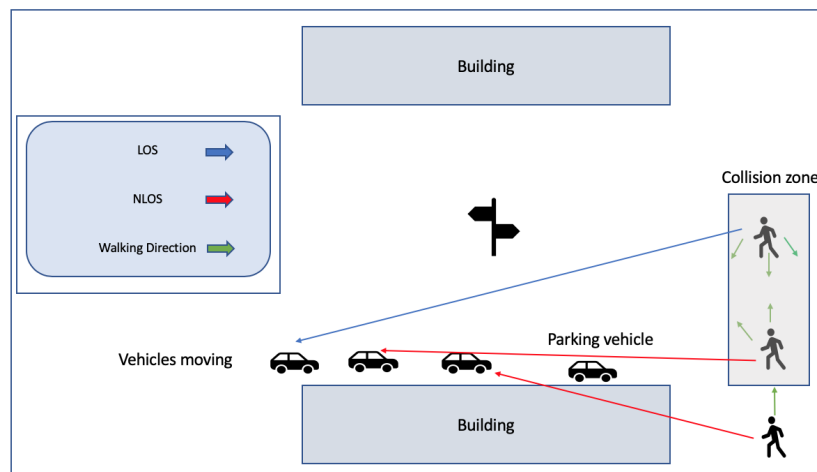 Building
LOS
NLOS
Walking Direction
Collision zone
Parking vehicle
Vehicles moving
Building